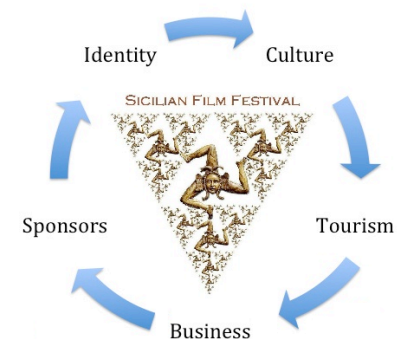 Identity
Culture
SICILIAN FILM FESTIVAL
Sponsors
Tourism
Business